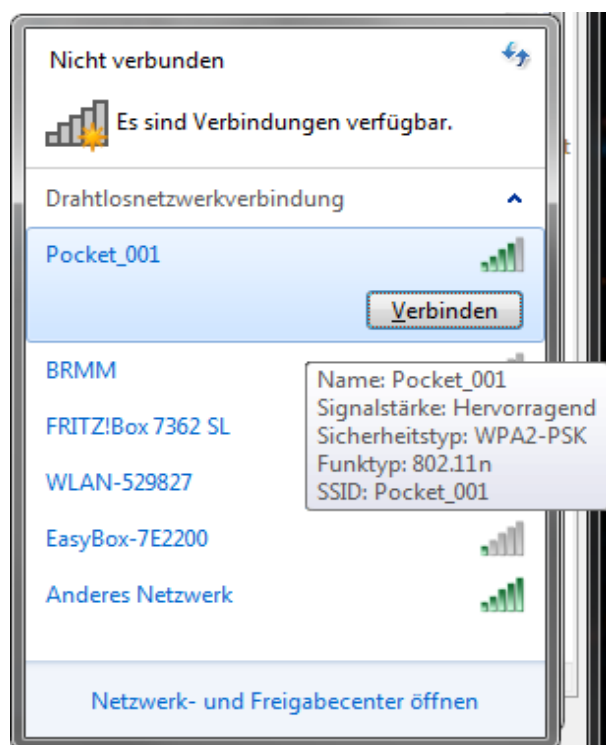 Nicht verbunden
Es sind Verbindungen verfügbar.
Drahtlosnetzwerkverbindung
Pocket_001
Verbinden
BRMM
FRITZ!Box 7362 SL
WLAN-529827
EasyBox-7E2200
Anderes Netzwerk
Name: Pocket_001
Signalstärke: Hervorragend
Sicherheitstyp: WPA2-PSK
Funktyp: 802.11n
SSID: Pocket_001
Netzwerk- und Freigabecenter öffnen